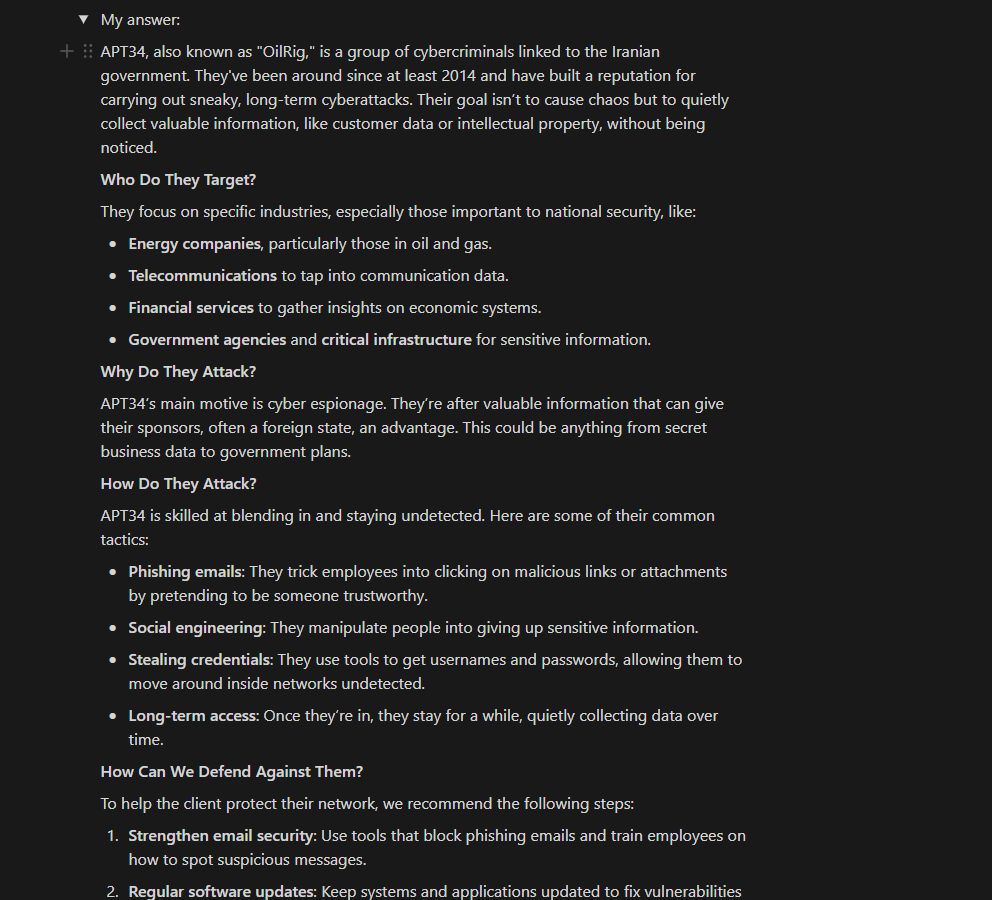 My answer:
APT34, also known as "OilRig," is a group of cybercriminals linked to the Iranian
government. They've been around since at least 2014 and have built a reputation for
carrying out sneaky, long-term cyberattacks. Their goal isn’t to cause chaos but to quietly
collect valuable information, like customer data or intellectual property, without being
noticed.
Who Do They Target?
They focus on specific industries, especially those important to national security, like:
• Energy companies, particularly those in oil and gas.
• Telecommunications to tap into communication data.
• Financial services to gather insights on economic systems.
• Government agencies and critical infrastructure for sensitive information.
Why Do They Attack?
APT34’s main motive is cyber espionage. They’re after valuable information that can give
their sponsors, often a foreign state, an advantage. This could be anything from secret
business data to government plans.
How Do They Attack?
APT34 is skilled at blending in and staying undetected. Here are some of their common
tactics:
• Phishing emails: They trick employees into clicking on malicious links or attachments
by pretending to be someone trustworthy.
• Social engineering: They manipulate people into giving up sensitive information.
• Stealing credentials: They use tools to get usernames and passwords, allowing them to
move around inside networks undetected.
• Long-term access: Once they’re in, they stay for a while, quietly collecting data over
time.
How Can We Defend Against Them?
To help the client protect their network, we recommend the following steps:
1. Strengthen email security: Use tools that block phishing emails and train employees on
how to spot suspicious messages.
2. Regular software updates: Keep systems and applications updated to fix vulnerabilities